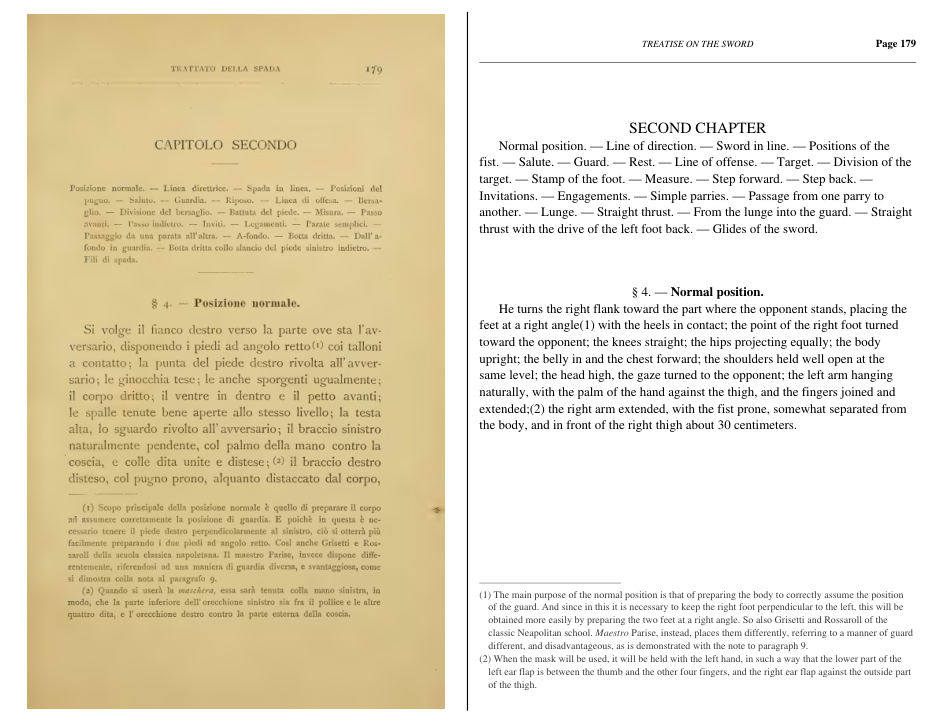 TRATTATO DELLA SPADA 179
CAPITOLO SECONDO
Posizione normale. — Linea direttrice. — Spada in linea. — Posizioni del
pugno. — Saluto. — Guardia. — Riposo. — Linea di offesa. — Bersa-
glio. — Divisione del bersaglio. — Battuta del piede. — Misura. — Passo
avanti. — Passo indietro. — Inviti. — Legamenti. — Parate semplici. —
Passaggio da una parata all'altra. — A-fondo. — Botta dritta. — Dall'a-
fondo in guardia. — Botta dritta collo slancio del piede sinistro indietro. —
Fili di spada.
§ 4. — Posizione normale.
Si volge il fianco destro verso la parte ove sta l'av-
versario, disponendo i piedi ad angolo retto (1) coi talloni
a contatto; la punta del piede destro rivolta all'avver-
sario; le ginocchia tese; le anche sporgenti ugualmente;
il corpo dritto; il ventre in dentro e il petto avanti;
le spalle tenute bene aperte allo stesso livello; la testa
alta, lo sguardo rivolto all'avversario; il braccio sinistro
naturalmente pendente, col palmo della mano contro la
coscia, e colle dita unite e distese; (2) il braccio destro
disteso, col pugno prono, alquanto distaccato dal corpo,
(1) Scopo principale della posizione normale è quello di preparare il corpo
ad assumere correttamente la posizione di guardia. E poichè in questa è ne-
cessario tenere il piede destro perpendicolarmente al sinistro, ciò si otterrà più
facilmente preparando i due piedi ad angolo retto. Così anche Grisetti e Ros-
saroll della scuola classica napoletana. Il maestro Parise, invece dispone diffe-
rentemente, riferendosi ad una maniera di guardia diversa, e svantaggiosa, come
si dimostra colla nota al paragrafo 9.
(2) Quando si userà la maschera, essa sarà tenuta colla mano sinistra, in
modo, che la parte inferiore dell'orecchione sinistro sia fra il pollice e le altre
quattro dita, e l'orecchione destro contro la parte esterna della coscia.
TREATISE ON THE SWORD Page 179
SECOND CHAPTER
Normal position. — Line of direction. — Sword in line. — Positions of the
fist. — Salute. — Guard. — Rest. — Line of offense. — Target. — Division of the
target. — Stamp of the foot. — Measure. — Step forward. — Step back. —
Invitations. — Engagements. — Simple parries. — Passage from one parry to
another. — Lunge. — Straight thrust. — From the lunge into the guard. — Straight
thrust with the drive of the left foot back. — Glides of the sword.
§ 4. — Normal position.
He turns the right flank toward the part where the opponent stands, placing the
feet at a right angle(1) with the heels in contact; the point of the right foot turned
toward the opponent; the knees straight; the hips projecting equally; the body
upright; the belly in and the chest forward; the shoulders held well open at the
same level; the head high, the gaze turned to the opponent; the left arm hanging
naturally, with the palm of the hand against the thigh, and the fingers joined and
extended;(2) the right arm extended, with the fist prone, somewhat separated from
the body, and in front of the right thigh about 30 centimeters.
(1) The main purpose of the normal position is that of preparing the body to correctly assume the position
of the guard. And since in this it is necessary to keep the right foot perpendicular to the left, this will be
obtained more easily by preparing the two feet at a right angle. So also Grisetti and Rossaroll of the
classic Neapolitan school. Maestro Parise, instead, places them differently, referring to a manner of guard
different, and disadvantageous, as is demonstrated with the note to paragraph 9.
(2) When the mask will be used, it will be held with the left hand, in such a way that the lower part of the
left ear flap is between the thumb and the other four fingers, and the right ear flap against the outside part
of the thigh.